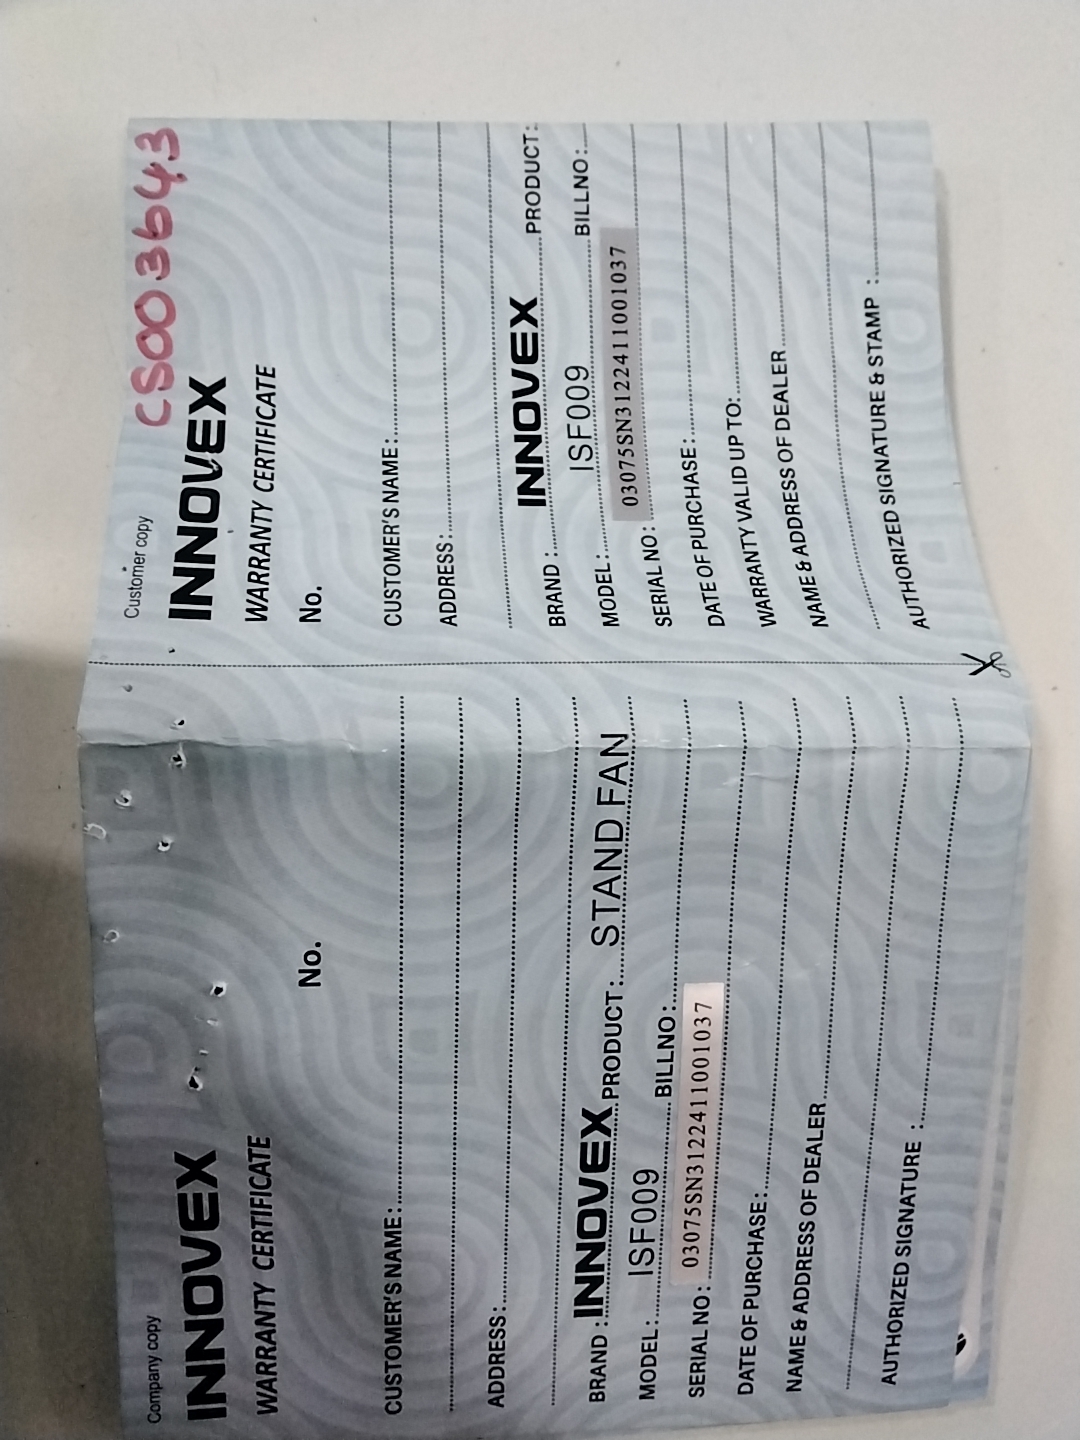 Company copy
INNOVEX
WARRANTY CERTIFICATE
No.
CUSTOMER'S NAME:
ADDRESS:
BRAND : INNOVEX PRODUCT: STAND FAN
MODEL: ISF009 BILLNO:
SERIAL NO: 03075SN312241100103７
DATE OF PURCHASE:
NAME & ADDRESS OF DEALER
AUTHORIZED SIGNATURE :
Customer copy
CS003643
INNOVEX
WARRANTY CERTIFICATE
No.
CUSTOMER'S NAME:
ADDRESS:
BRAND : INNOVEX PRODUCT:
MODEL: ISF009 BILLNO:
SERIAL NO: 03075SN3122411001037
DATE OF PURCHASE:
WARRANTY VALID UP TO:
NAME & ADDRESS OF DEALER
AUTHORIZED SIGNATURE & STAMP :